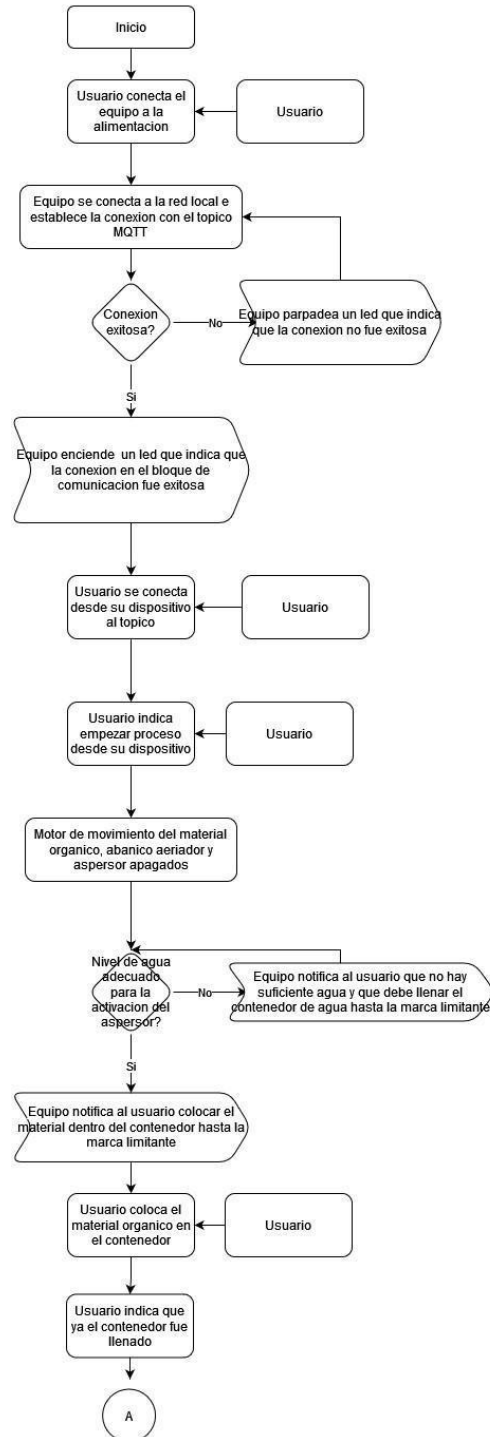 Inicio
Usuario conecta el
equipo a la
alimentacion
Usuario
Equipo se conecta a la red local e
establece la conexion con el topico
MQTT
Conexion
exitosa?
No
Equipo parpadea un led que indica
que la conexion no fue exitosa
Si
Equipo enciende un led que indica que
la conexion en el bloque de
comunicacion fue exitosa
Usuario se conecta
desde su dispositivo
al topico
Usuario
Usuario indica
empezar proceso
desde su dispositivo
Usuario
Motor de movimiento del material
organico, abanico aeriador y
aspersor apagados
Nivel de agua
adecuado
para la
activacion del
aspersor?
No
Equipo notifica al usuario que no hay
suficiente agua y que debe llenar el
contenedor de agua hasta la marca limitante
Si
Equipo notifica al usuario colocar el
material dentro del contenedor hasta la
marca limitante
Usuario coloca el
material organico en
el contenedor
Usuario
Usuario indica que
ya el contenedor fue
llenado
A